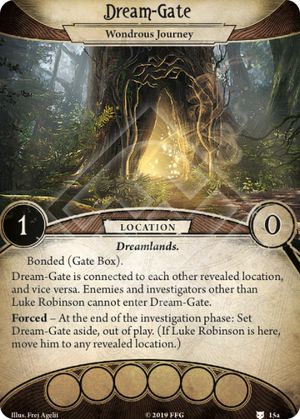 Dream-Gate
Wondrous Journey
1
LOCATION
0
Dreamlands.
Bonded (Gate Box).
Dream-Gate is connected to each other revealed location,
and vice versa. Enemies and investigators other than
Luke Robinson cannot enter Dream-Gate.
Forced – At the end of the investigation phase: Set
Dream-Gate aside, out of play. (If Luke Robinson is here,
move him to any revealed location.)
Illus. Frej Agelii
© 2019 FFG
15a